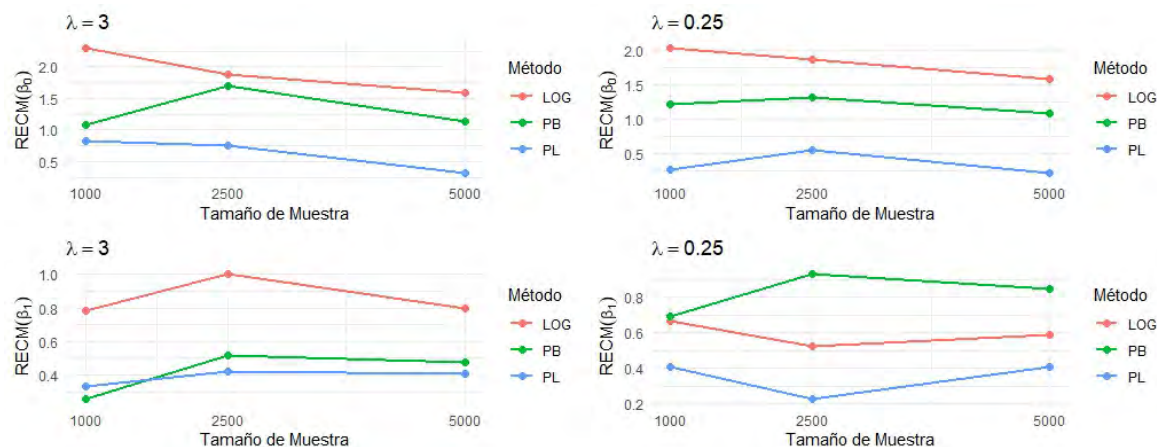 λ = 3
RECM(β₀)
2.0
1.5
1.0
0.5
1000
2500
5000
Tamaño de Muestra
Método
LOG
PB
PL
λ = 0.25
RECM(β₀)
2.0
1.5
1.0
0.5
1000
2500
5000
Tamaño de Muestra
Método
LOG
PB
PL
λ = 3
RECM(β₁)
1.0
0.8
0.6
0.4
1000
2500
5000
Tamaño de Muestra
Método
LOG
PB
PL
λ = 0.25
RECM(β₁)
0.8
0.6
0.4
0.2
1000
2500
5000
Tamaño de Muestra
Método
LOG
PB
PL